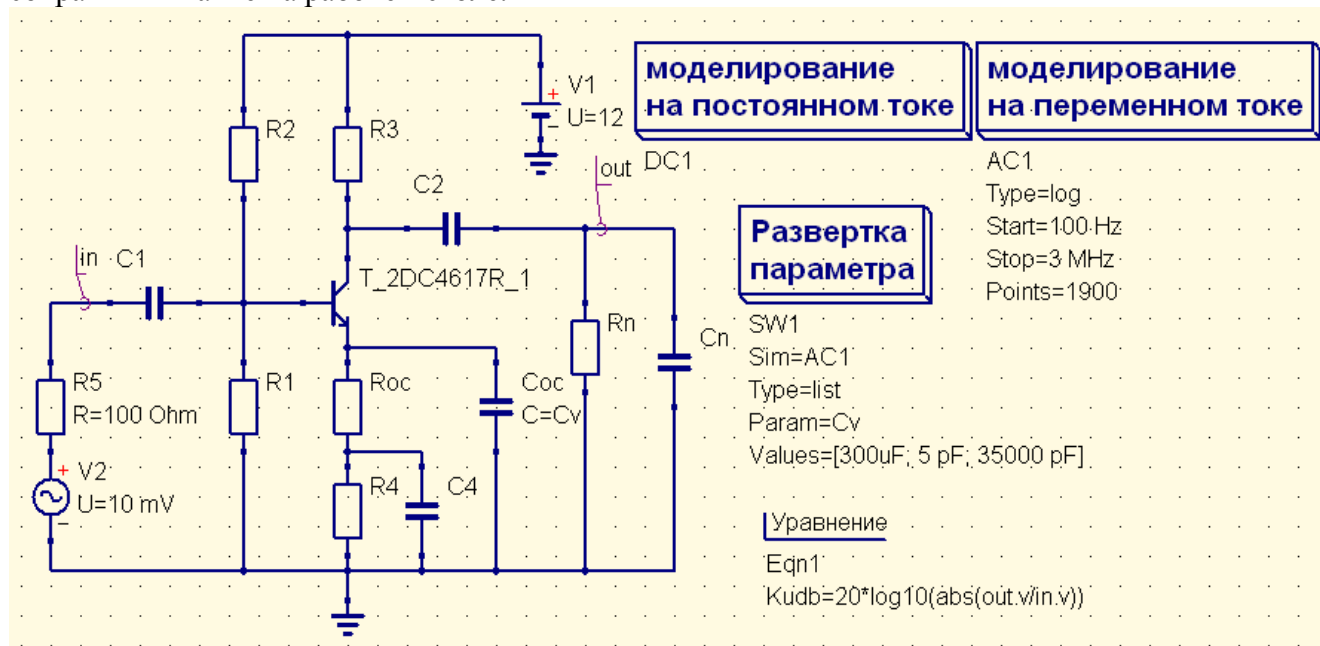 моделирование
на постоянном токе
моделирование
на переменном токе
V1
+
U=12
−
R2
R3
out
DC1
AC1
Type=log
Start=100 Hz
Stop=3 MHz
Points=1900
C2
Развертка
параметра
in
C1
T_2DC4617R_1
Rn
Cn
SW1
Sim=AC1
Type=list
Param=Cv
Values=[300uF; 5 pF; 35000 pF]
R5
R=100 Ohm
R1
Roc
Coc
C=Cv
+
V2
U=10 mV
−
R4
C4
Уравнение
Eqn1
Kudb=20*log10(abs(out.v/in.v))